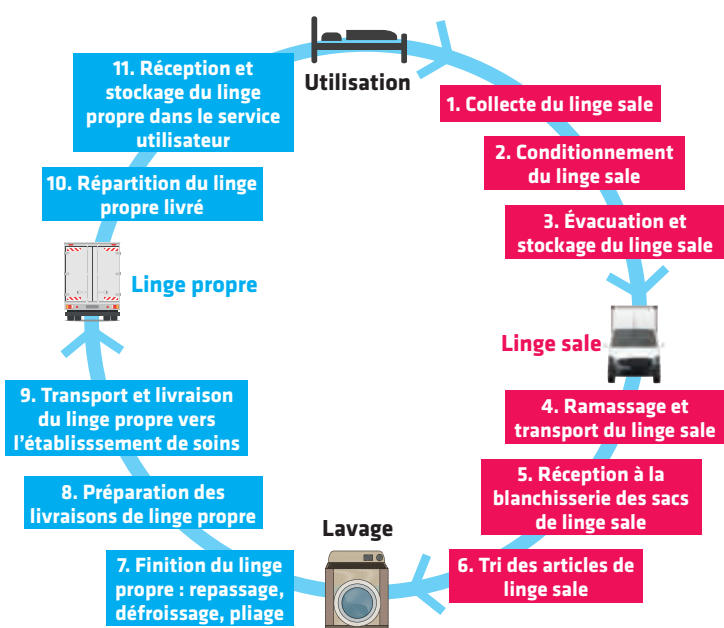 Utilisation
1. Collecte du linge sale
2. Conditionnement
du linge sale
3. Évacuation et
stockage du linge sale
Linge sale
4. Ramassage et
transport du linge sale
5. Réception à la
blanchisserie des sacs
de linge sale
6. Tri des articles de
linge sale
Lavage
7. Finition du linge
propre : repassage,
défroissage, pliage
8. Préparation des
livraisons de linge propre
9. Transport et livraison
du linge propre vers
l'établisssement de soins
Linge propre
10. Répartition du linge
propre livré
11. Réception et
stockage du linge
propre dans le service
utilisateur